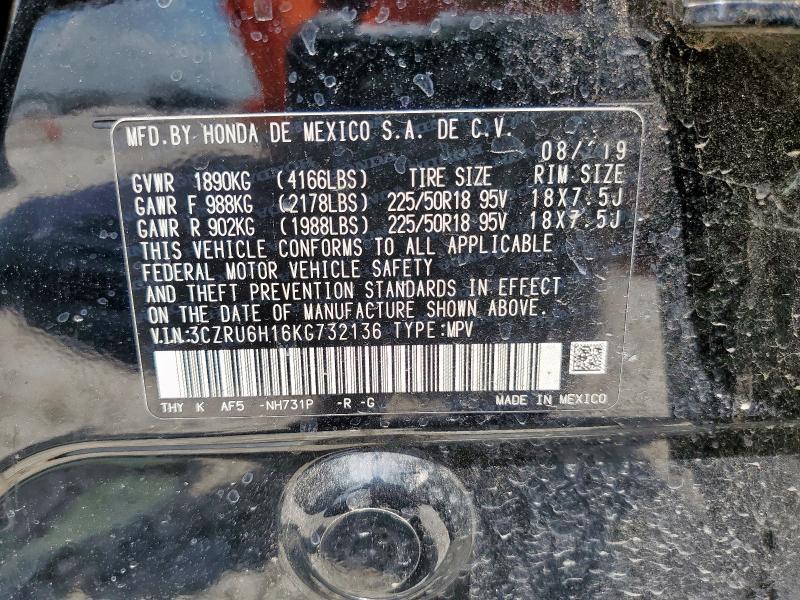 MFD.BY HONDA DE MEXICO S.A. DE C.V.
08/19
GVWR 1890KG (4166LBS) TIRE SIZE RIM SIZE
GAWR F 988KG (2178LBS) 225/50R18 95V 18X7.5J
GAWR R 902KG (1988LBS) 225/50R18 95V 18X7.5J
THIS VEHICLE CONFORMS TO ALL APPLICABLE
FEDERAL MOTOR VEHICLE SAFETY
AND THEFT PREVENTION STANDARDS IN EFFECT
ON THE DATE OF MANUFACTURE SHOWN ABOVE.
V.I.N:3CZRU6H16KG732136 TYPE:MPV
THY K AF5 -NH731P -R -G MADE IN MEXICO